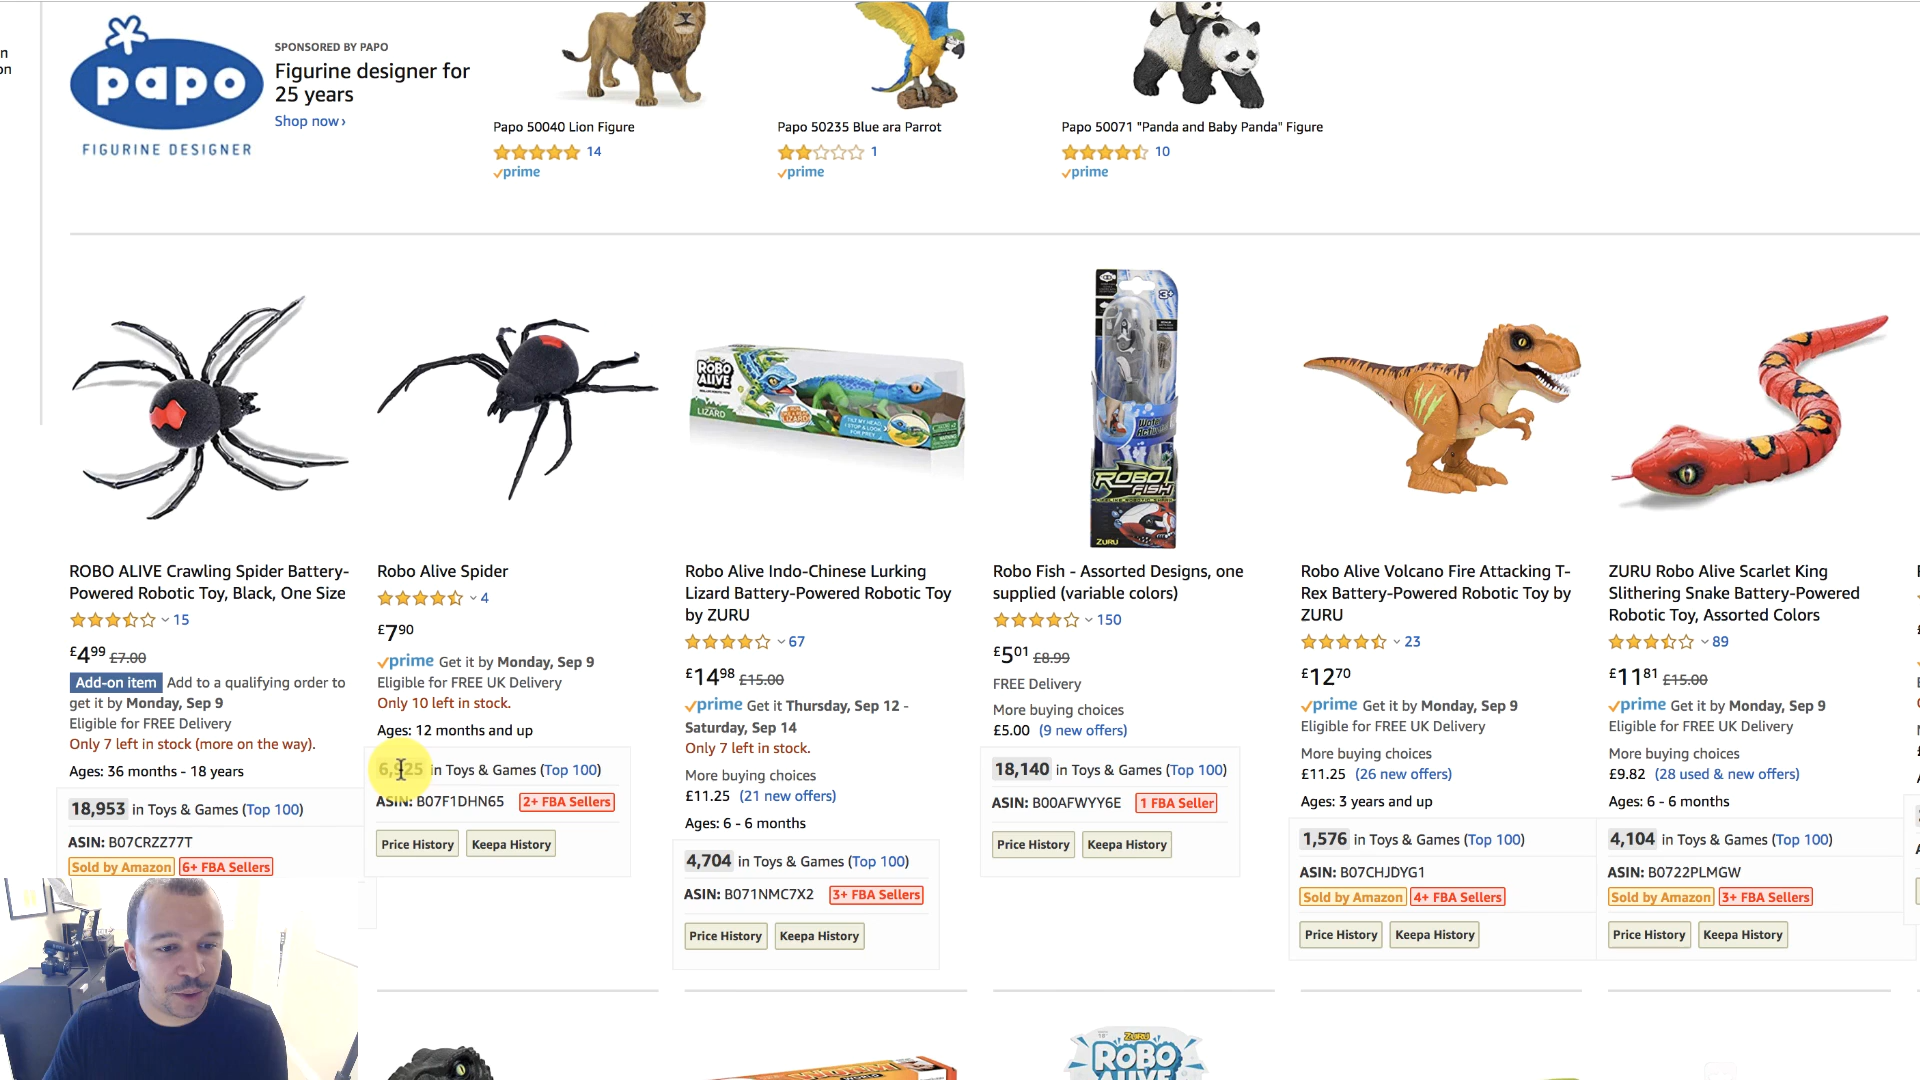 n
on
papo
FIGURINE DESIGNER
SPONSORED BY PAPO
Figurine designer for
25 years
Shop now ›
Papo 50040 Lion Figure
14
prime
Papo 50235 Blue ara Parrot
1
prime
Papo 50071 "Panda and Baby Panda" Figure
10
prime
ROBO ALIVE Crawling Spider Battery-
Powered Robotic Toy, Black, One Size
15
£4.99 £7.00
Add-on item Add to a qualifying order to
get it by Monday, Sep 9
Eligible for FREE Delivery
Only 7 left in stock (more on the way).
Ages: 36 months - 18 years
18,953 in Toys & Games (Top 100)
ASIN: B07CRZZ77T
Sold by Amazon 6+ FBA Sellers
Robo Alive Spider
4
£7.90
prime Get it by Monday, Sep 9
Eligible for FREE UK Delivery
Only 10 left in stock.
Ages: 12 months and up
6,925 in Toys & Games (Top 100)
ASIN: B07F1DHN65 2+ FBA Sellers
Price History Keepa History
ROBO
ALIVE
LIZARD
Robo Alive Indo-Chinese Lurking
Lizard Battery-Powered Robotic Toy
by ZURU
67
£14.98 £15.00
prime Get it Thursday, Sep 12 -
Saturday, Sep 14
Only 7 left in stock.
More buying choices
£11.25 (21 new offers)
Ages: 6 - 6 months
4,704 in Toys & Games (Top 100)
ASIN: B071NMC7X2 3+ FBA Sellers
Price History Keepa History
3+
ROBO
FISH
ZURU
Robo Fish - Assorted Designs, one
supplied (variable colors)
150
£5.01 £8.99
FREE Delivery
More buying choices
£5.00 (9 new offers)
18,140 in Toys & Games (Top 100)
ASIN: B00AFWYY6E 1 FBA Seller
Price History Keepa History
Robo Alive Volcano Fire Attacking T-
Rex Battery-Powered Robotic Toy by
ZURU
23
£12.70
prime Get it by Monday, Sep 9
Eligible for FREE UK Delivery
More buying choices
£11.25 (26 new offers)
Ages: 3 years and up
1,576 in Toys & Games (Top 100)
ASIN: B07CHJDYG1
Sold by Amazon 4+ FBA Sellers
Price History Keepa History
ZURU Robo Alive Scarlet King
Slithering Snake Battery-Powered
Robotic Toy, Assorted Colors
89
£11.81 £15.00
prime Get it by Monday, Sep 9
Eligible for FREE UK Delivery
More buying choices
£9.82 (28 used & new offers)
Ages: 6 - 6 months
4,104 in Toys & Games (Top 100)
ASIN: B0722PLMGW
Sold by Amazon 3+ FBA Sellers
Price History Keepa History
ZURU
ROBO
ALIVE